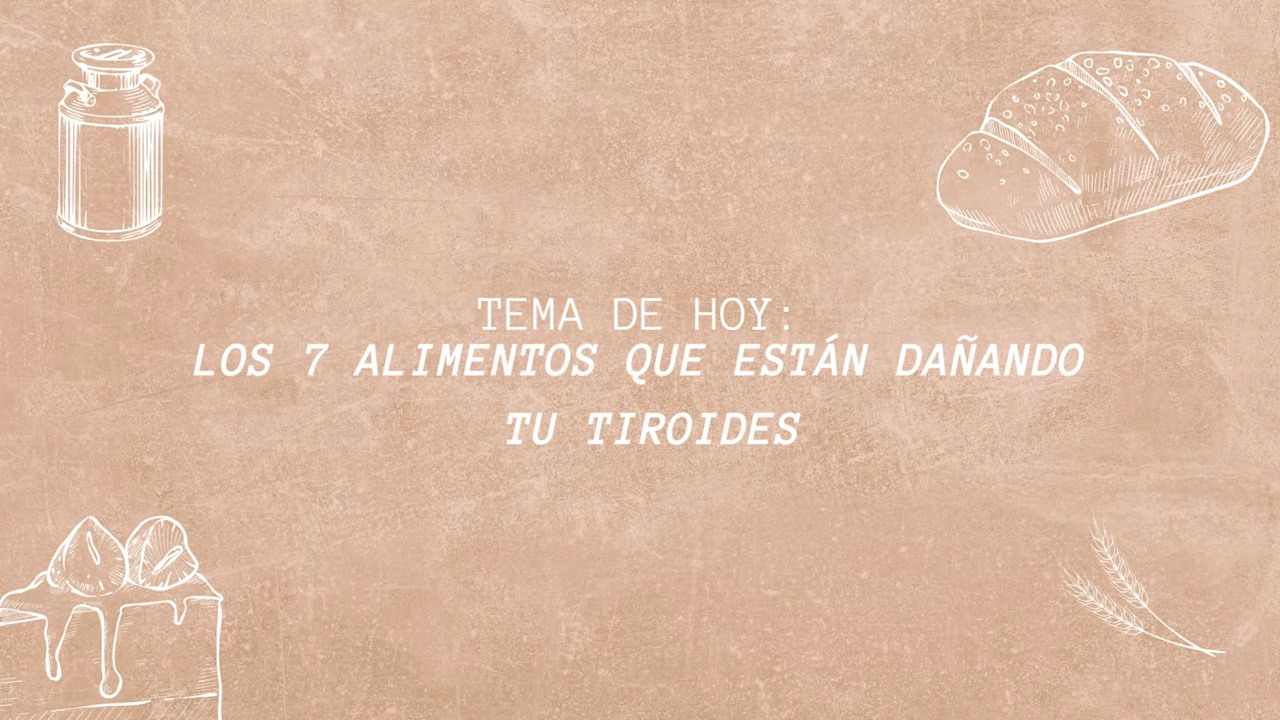 TEMA DE HOY:
LOS 7 ALIMENTOS QUE ESTÁN DAÑANDO
TU TIROIDES